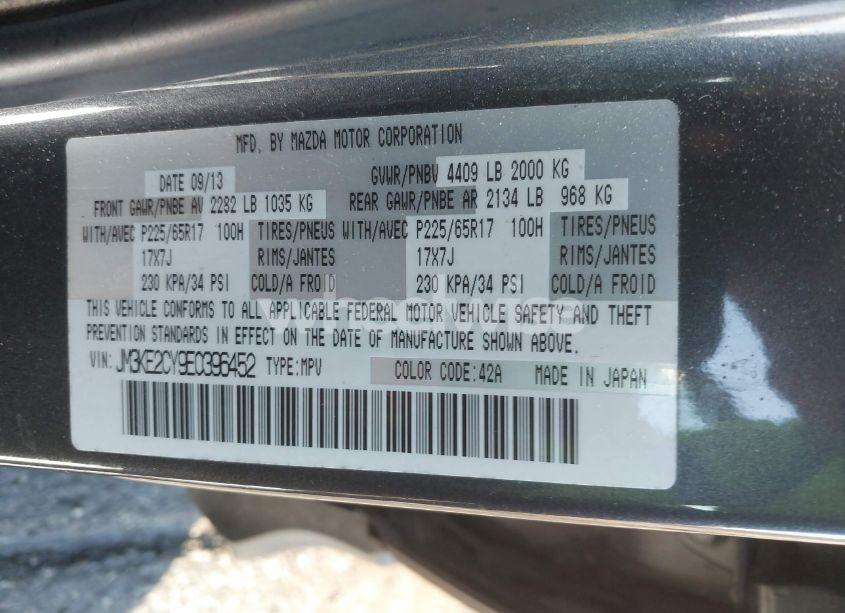 MFD. BY MAZDA MOTOR CORPORATION
DATE 09/13 GVWR/PNBV 4409 LB 2000 KG
FRONT GAWR/PNBE AV 2282 LB 1035 KG REAR GAWR/PNBE AR 2134 LB 968 KG
WITH/AVEC P225/65R17 100H TIRES/PNEUS WITH/AVEC P225/65R17 100H TIRES/PNEUS
17X7J RIMS/JANTES 17X7J RIMS/JANTES
230 KPA/34 PSI COLD/A FROID 230 KPA/34 PSI COLD/A FROID
THIS VEHICLE CONFORMS TO ALL APPLICABLE FEDERAL MOTOR VEHICLE SAFETY AND THEFT
PREVENTION STANDARDS IN EFFECT ON THE DATE OF MANUFACTURE SHOWN ABOVE.
VIN: JM3KE2CY9E0396452 TYPE:MPV COLOR CODE:42A MADE IN JAPAN